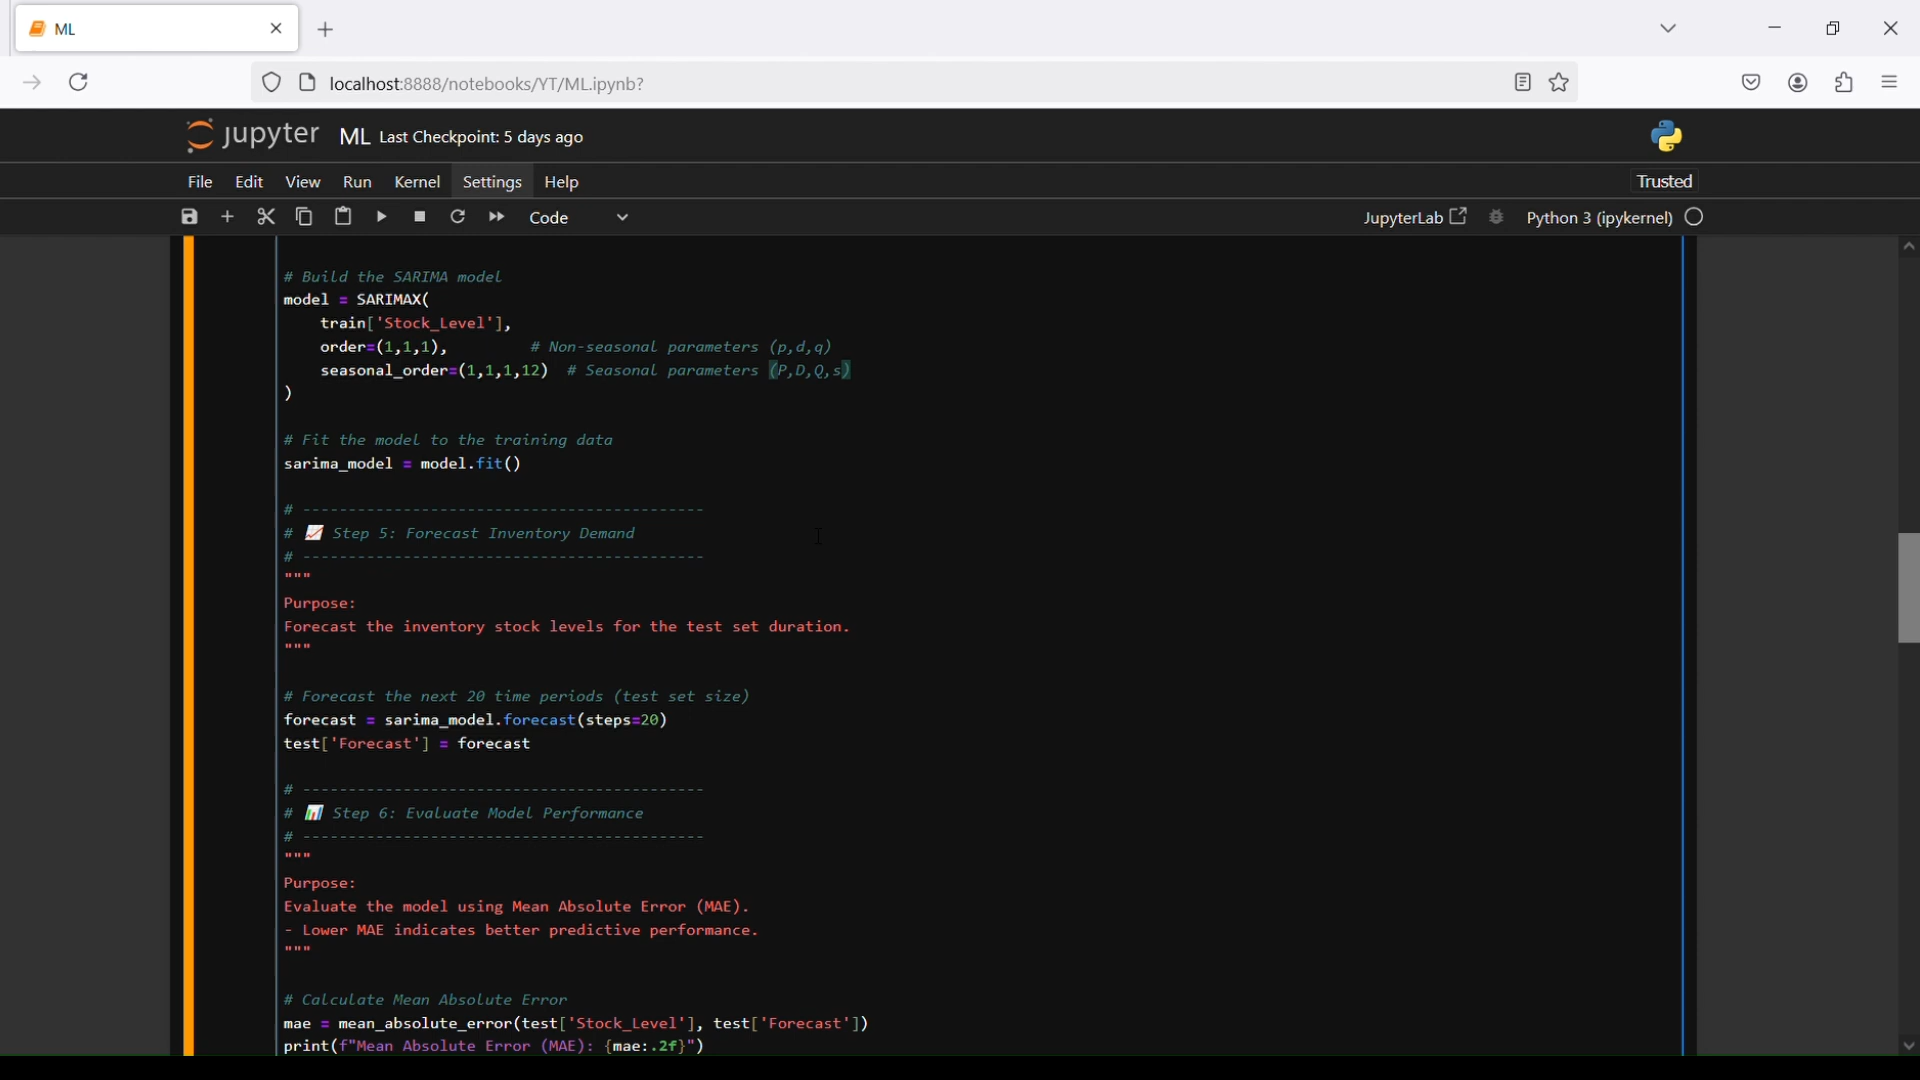 ML
localhost:8888/notebooks/YT/ML.ipynb?
jupyter ML Last Checkpoint: 5 days ago
File Edit View Run Kernel Settings Help Trusted
Code JupyterLab Python 3 (ipykernel)
# Build the SARIMA model
model = SARIMAX(
    train['Stock_Level'],
    order=(1,1,1),         # Non-seasonal parameters (p,d,q)
    seasonal_order=(1,1,1,12)  # Seasonal parameters (P,D,Q,s)
)
# Fit the model to the training data
sarima_model = model.fit()
# --------------------------------------------
# 📈 Step 5: Forecast Inventory Demand
# --------------------------------------------
"""
Purpose:
Forecast the inventory stock levels for the test set duration.
"""
# Forecast the next 20 time periods (test set size)
forecast = sarima_model.forecast(steps=20)
test['Forecast'] = forecast
# --------------------------------------------
# 📊 Step 6: Evaluate Model Performance
# --------------------------------------------
"""
Purpose:
Evaluate the model using Mean Absolute Error (MAE).
- Lower MAE indicates better predictive performance.
"""
# Calculate Mean Absolute Error
mae = mean_absolute_error(test['Stock_Level'], test['Forecast'])
print(f"Mean Absolute Error (MAE): {mae:.2f}")